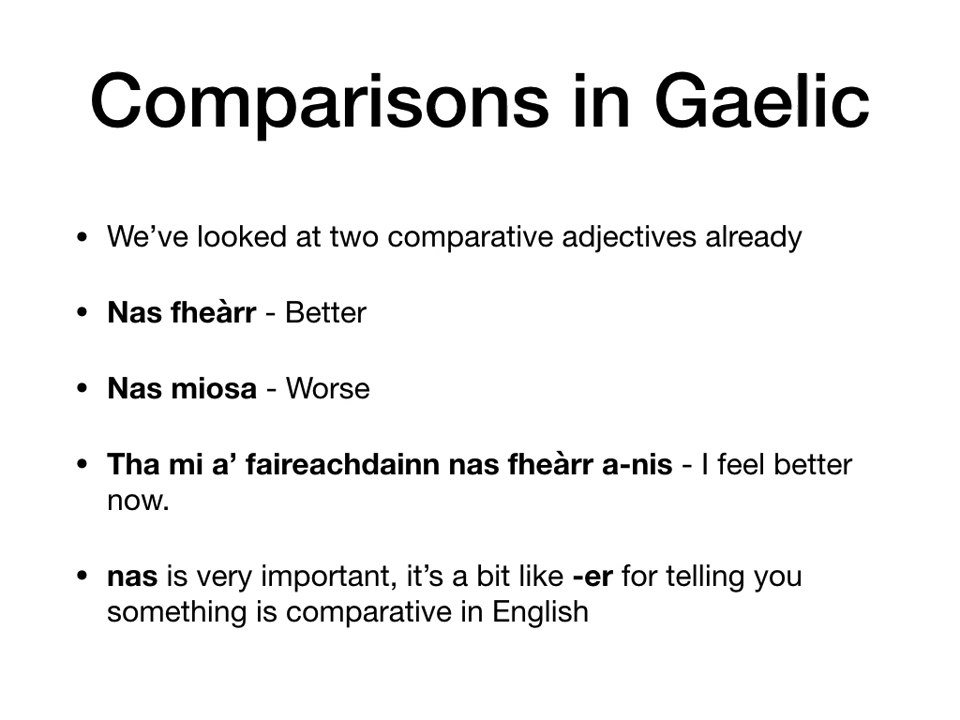 Comparisons in Gaelic
• We’ve looked at two comparative adjectives already
• Nas fheàrr - Better
• Nas miosa - Worse
• Tha mi a’ faireachdainn nas fheàrr a-nis - I feel better
now.
• nas is very important, it’s a bit like -er for telling you
something is comparative in English